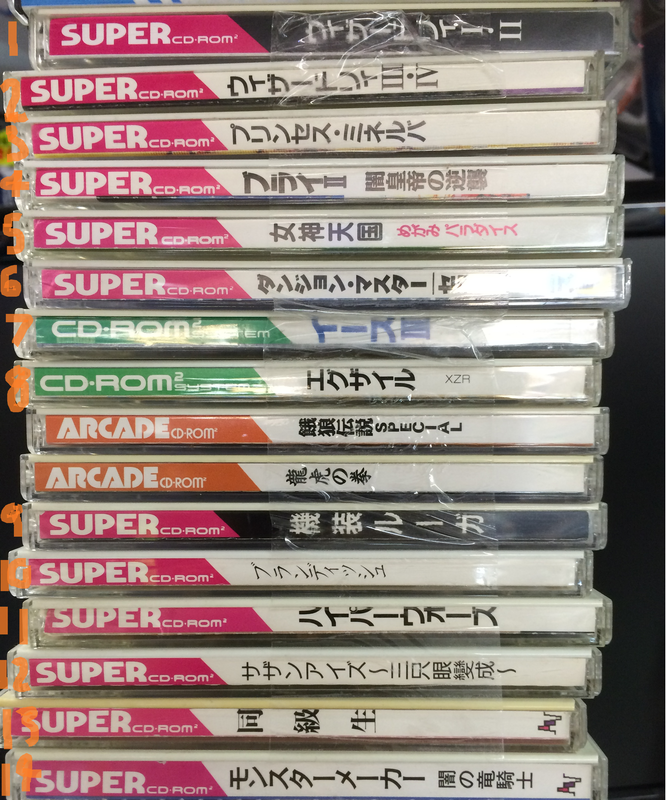 1 SUPER CD-ROM² ウィザードリィI・II
2 SUPER CD-ROM² ウィザードリィIII・IV
3 SUPER CD-ROM² プリンセス・ミネルバ
4 SUPER CD-ROM² ブライII 闇皇帝の逆襲
5 SUPER CD-ROM² 女神天国 めがみパラダイス
6 SUPER CD-ROM² ダンジョン・マスター
7 CD-ROM² SYSTEM イースIII
8 CD-ROM² SYSTEM エグザイル XZR
ARCADE CD-ROM² 餓狼伝説SPECIAL
ARCADE CD-ROM² 龍虎の拳
9 SUPER CD-ROM² 機装ルーガ
10 SUPER CD-ROM² ブランディッシュ
11 SUPER CD-ROM² ハイパーウォーズ
12 SUPER CD-ROM² サザンアイズ〜三只眼變成〜
13 SUPER CD-ROM² 同級生
14 SUPER CD-ROM² モンスターメーカー 闇の竜騎士